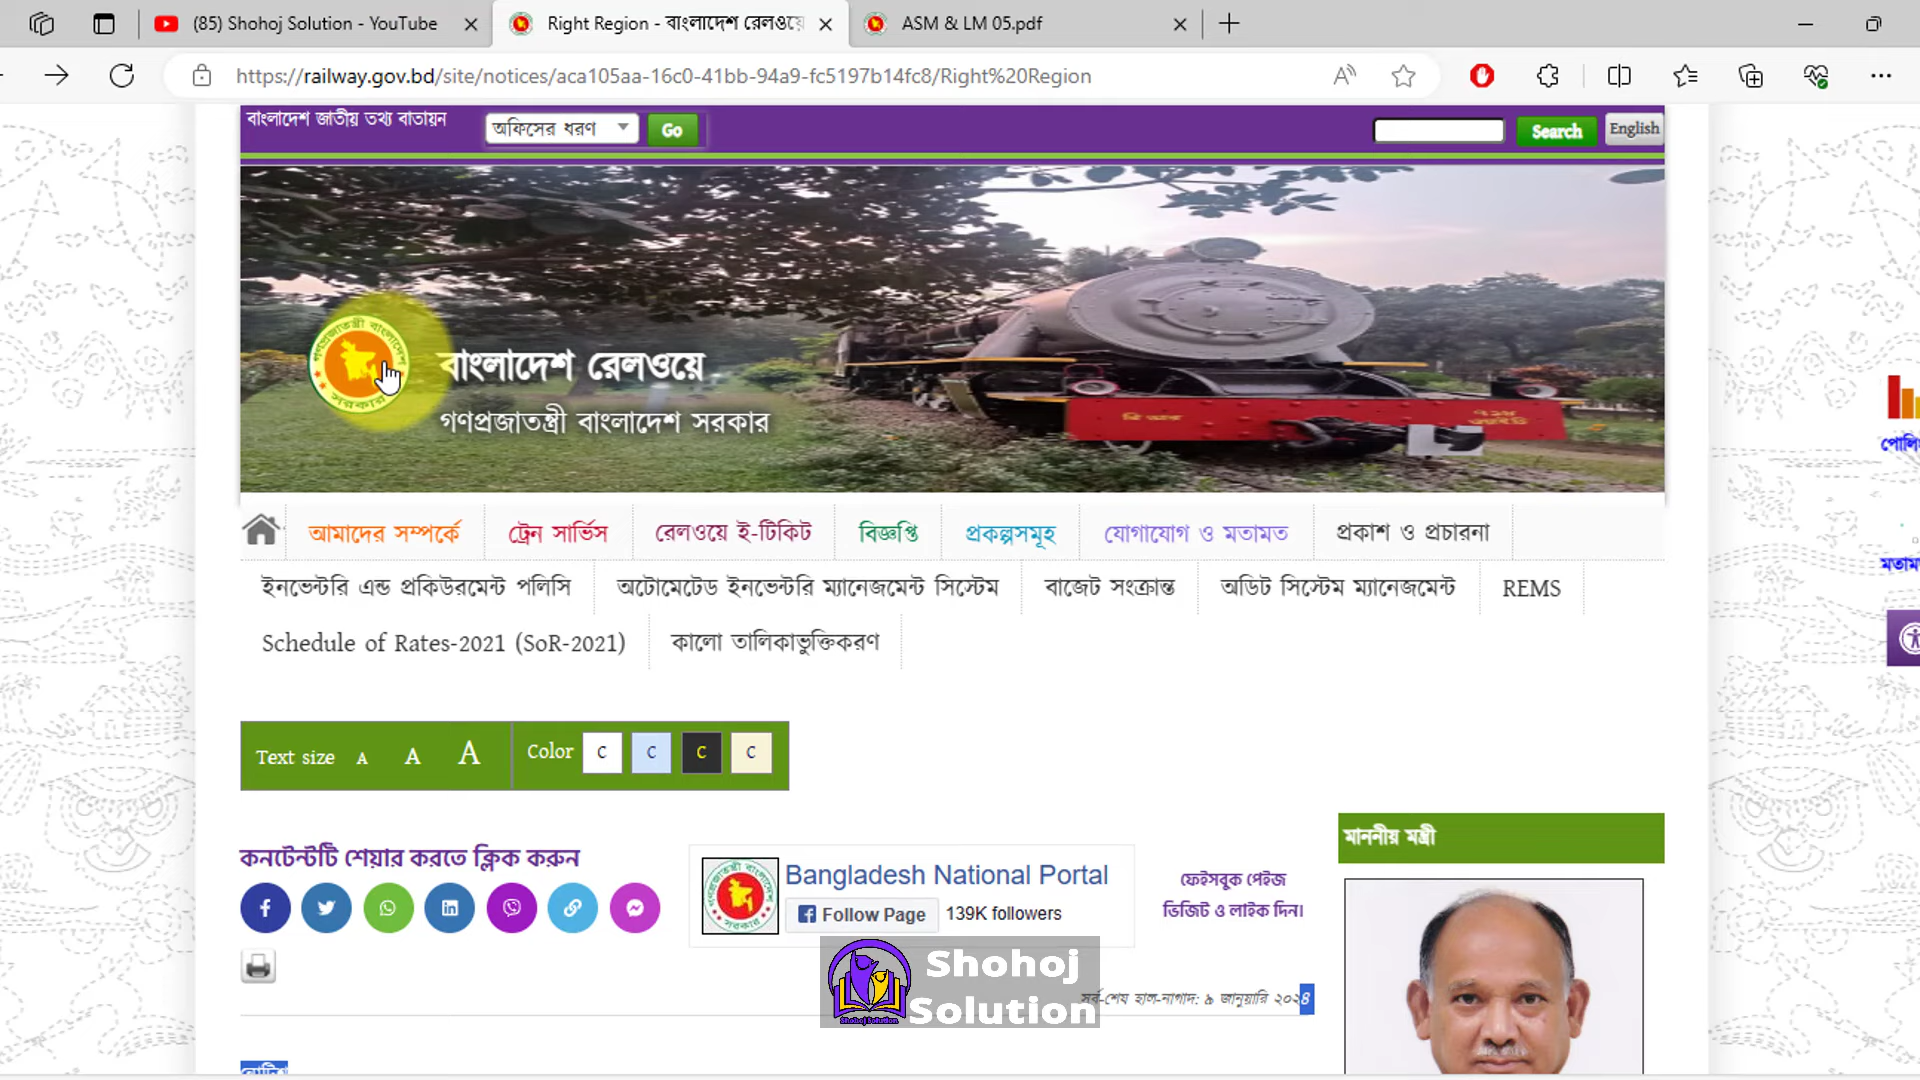 (85) Shohoj Solution - YouTube
Right Region - বাংলাদেশ রেলওয়ে
ASM & LM 05.pdf
https://railway.gov.bd/site/notices/aca105aa-16c0-41bb-94a9-fc5197b14fc8/Right%20Region
বাংলাদেশ জাতীয় তথ্য বাতায়ন
অফিসের ধরণ
Go
Search
English
বাংলাদেশ রেলওয়ে
গণপ্রজাতন্ত্রী বাংলাদেশ সরকার
আমাদের সম্পর্কে
ট্রেন সার্ভিস
রেলওয়ে ই-টিকিট
বিজ্ঞপ্তি
প্রকল্পসমূহ
যোগাযোগ ও মতামত
প্রকাশ ও প্রচারনা
ইনভেন্টরি এন্ড প্রকিউরমেন্ট পলিসি
অটোমেটেড ইনভেন্টরি ম্যানেজমেন্ট সিস্টেম
বাজেট সংক্রান্ত
অডিট সিস্টেম ম্যানেজমেন্ট
REMS
Schedule of Rates-2021 (SoR-2021)
কালো তালিকাভুক্তিকরণ
Text size A A A
Color C C C C
মাননীয় মন্ত্রী
কনটেন্টটি শেয়ার করতে ক্লিক করুন
Bangladesh National Portal
Follow Page
139K followers
ফেইসবুক পেইজ
ভিজিট ও লাইক দিন।
Shohoj
Solution
সর্ব-শেষ হাল-নাগাদ: ৯ জানুয়ারি ২০২৪